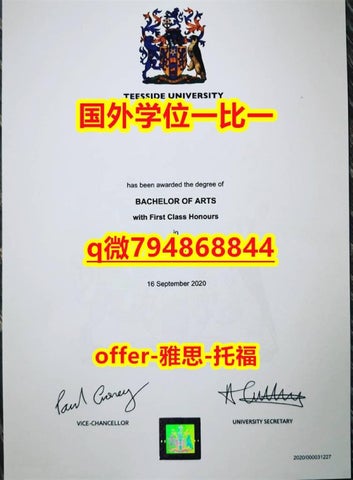 TEESSIDE UNIVERSITY
国外学位一比一
has been awarded the degree of
BACHELOR OF ARTS
with First Class Honours
in
q微794868844
16 September 2020
offer-雅思-托福
VICE-CHANCELLOR
UNIVERSITY SECRETARY
2020/000031227